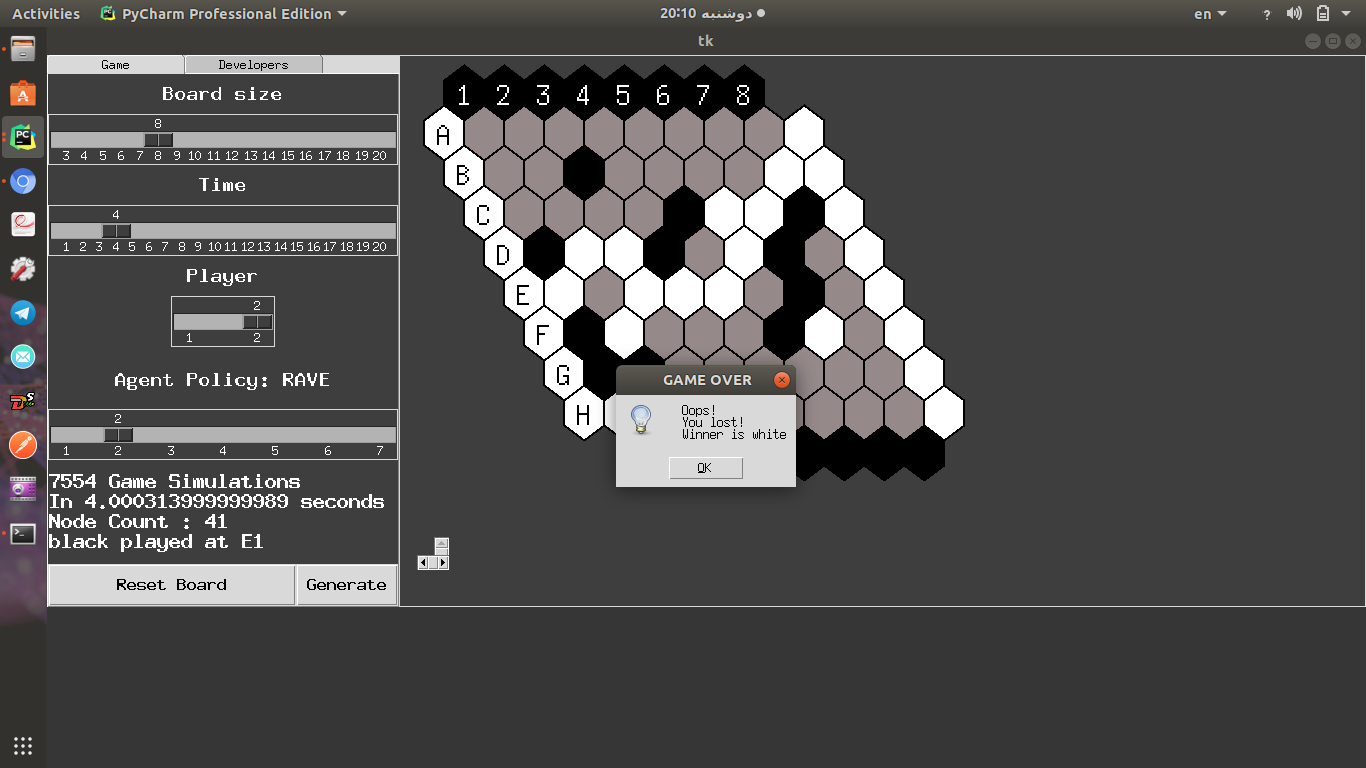 Activities PyCharm Professional Edition 20:10 دوشنبه en ?
tk
Game Developers
Board size
8
3 4 5 6 7 8 9 10 11 12 13 14 15 16 17 18 19 20
Time
4
1 2 3 4 5 6 7 8 9 10 11 12 13 14 15 16 17 18 19 20
Player
2
1 2
Agent Policy: RAVE
2
1 2 3 4 5 6 7
7554 Game Simulations
In 4.000313999999989 seconds
Node Count : 41
black played at E1
Reset Board Generate
1 2 3 4 5 6 7 8
A
B
C
D
E
F
G
H
GAME OVER
Oops!
You lost!
Winner is white
OK
PC